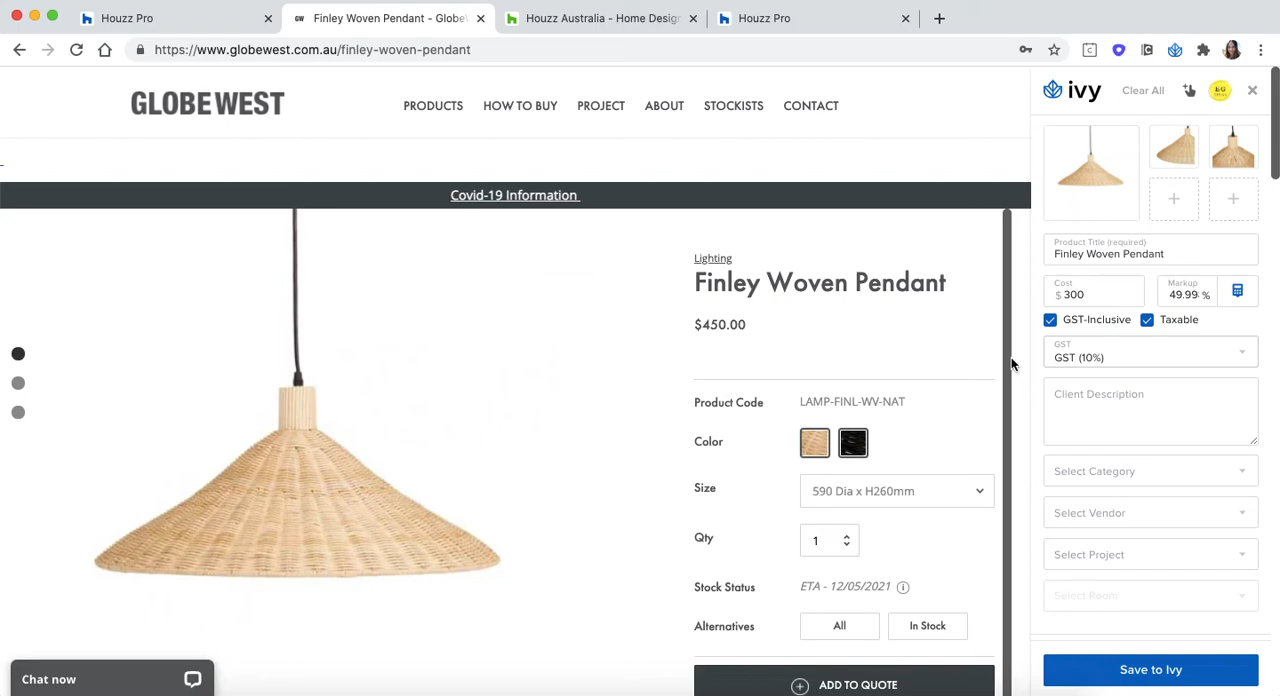 Houzz Pro
GW Finley Woven Pendant - GlobeW
Houzz Australia - Home Design
Houzz Pro
https://www.globewest.com.au/finley-woven-pendant
GLOBE WEST
PRODUCTS HOW TO BUY PROJECT ABOUT STOCKISTS CONTACT
Covid-19 Information
Lighting
Finley Woven Pendant
$450.00
Product Code LAMP-FINL-WV-NAT
Color
Size 590 Dia x H260mm
Qty 1
Stock Status ETA - 12/05/2021
Alternatives All In Stock
ADD TO QUOTE
Chat now
ivy Clear All
Product Title (required)
Finley Woven Pendant
Cost Markup
$ 300 49.99 %
GST-Inclusive Taxable
GST
GST (10%)
Client Description
Select Category
Select Vendor
Select Project
Select Room
Save to Ivy